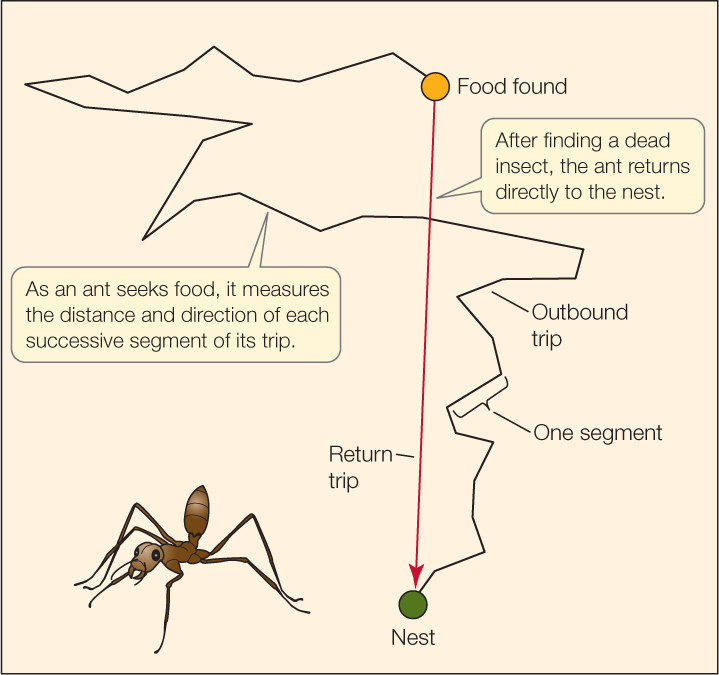 Food found
After finding a dead
insect, the ant returns
directly to the nest.
As an ant seeks food, it measures
the distance and direction of each
successive segment of its trip.
Outbound
trip
One segment
Return
trip
Nest